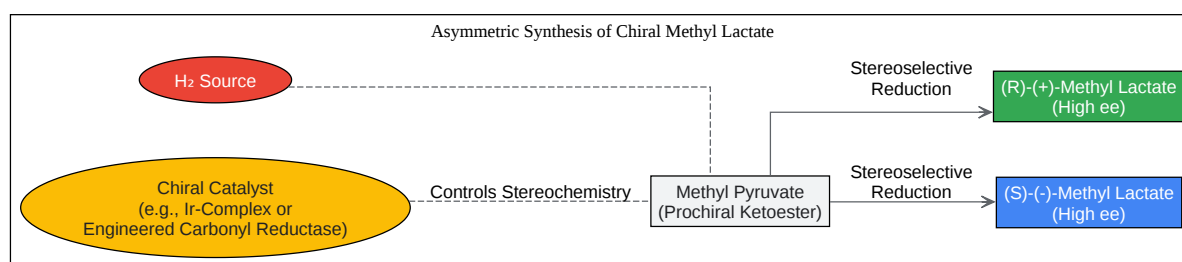 Asymmetric Synthesis of Chiral Methyl Lactate
H₂ Source
Stereoselective
Reduction
(R)-(+)-Methyl Lactate
(High ee)
Chiral Catalyst
(e.g., Ir-Complex or
Engineered Carbonyl Reductase)
Controls Stereochemistry
Methyl Pyruvate
(Prochiral Ketoester)
Stereoselective
Reduction
(S)-(-)-Methyl Lactate
(High ee)